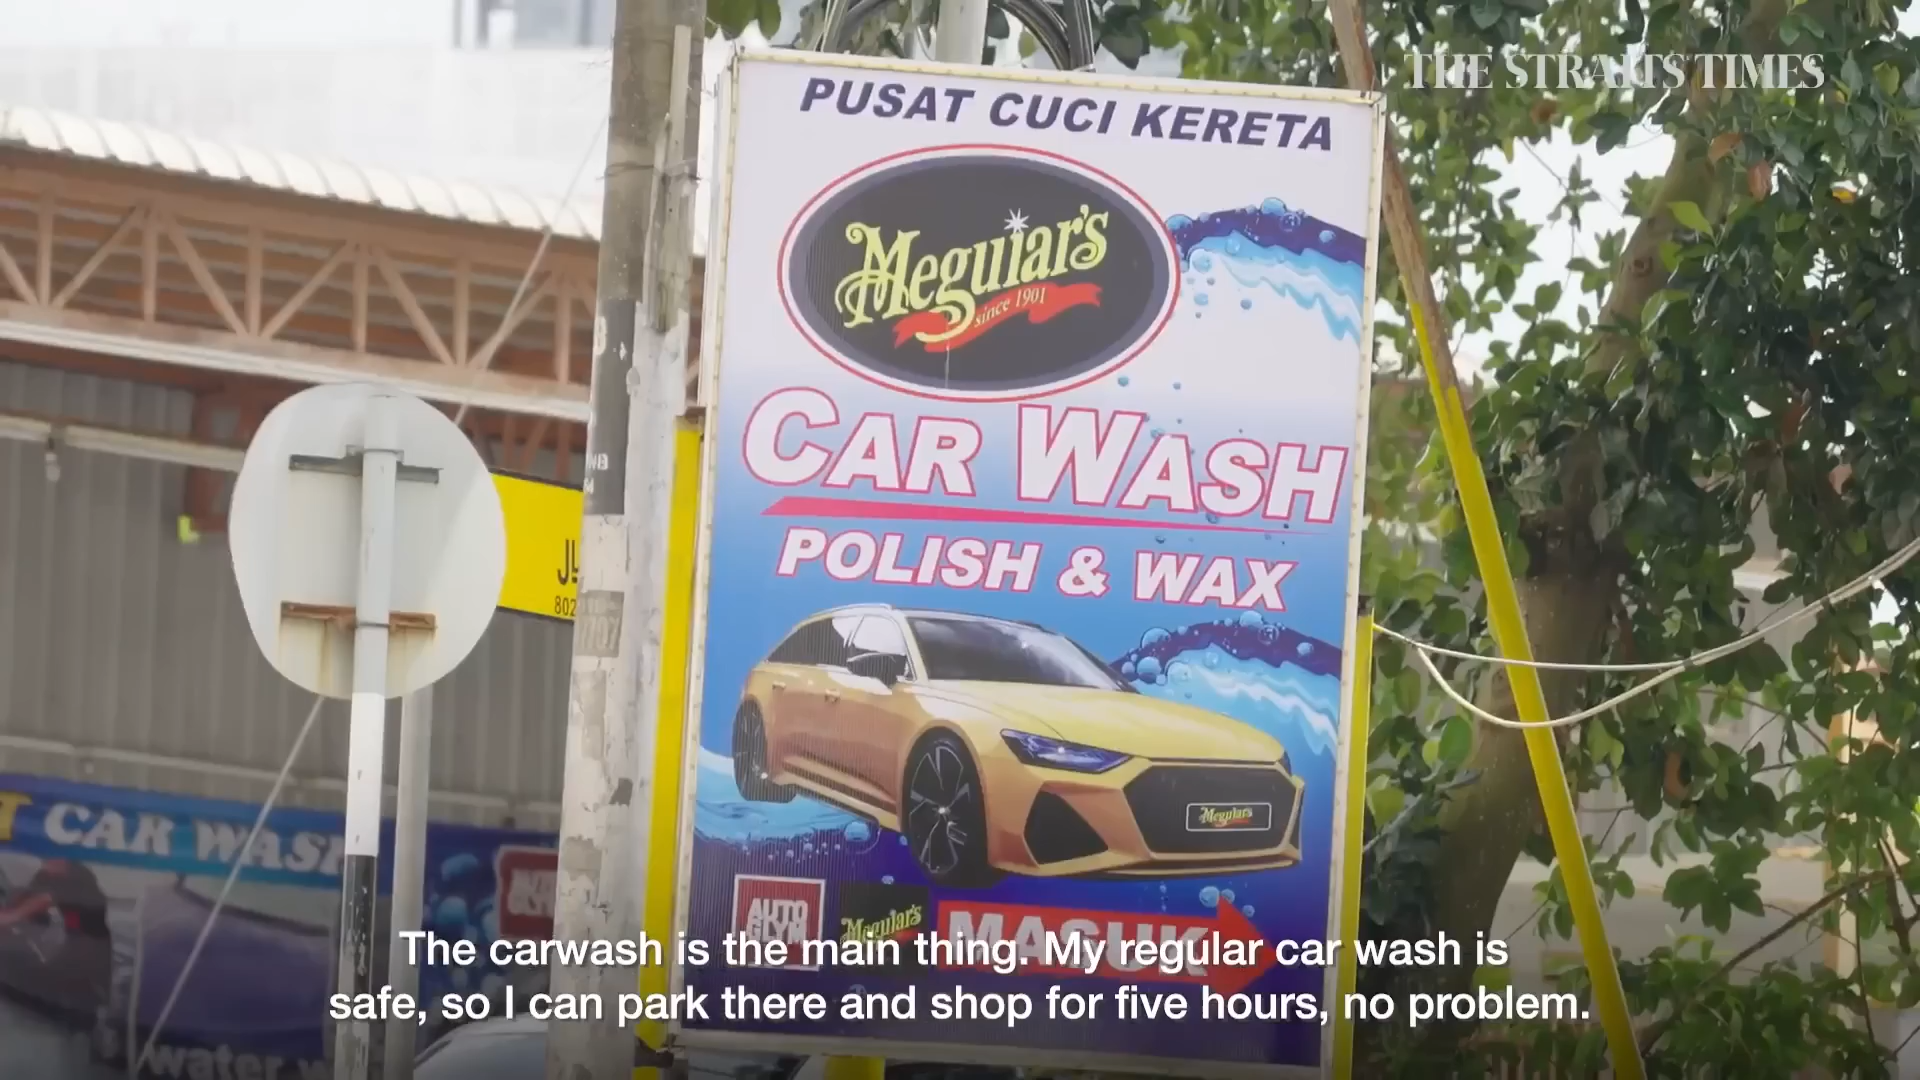 THE STRAITS TIMES
PUSAT CUCI KERETA
Meguiar's
since 1901
CAR WASH
POLISH & WAX
Meguiar's
AUTO
GLYM
Meguiar's
MASUK
CAR WASH
water
The carwash is the main thing. My regular car wash is
safe, so I can park there and shop for five hours, no problem.